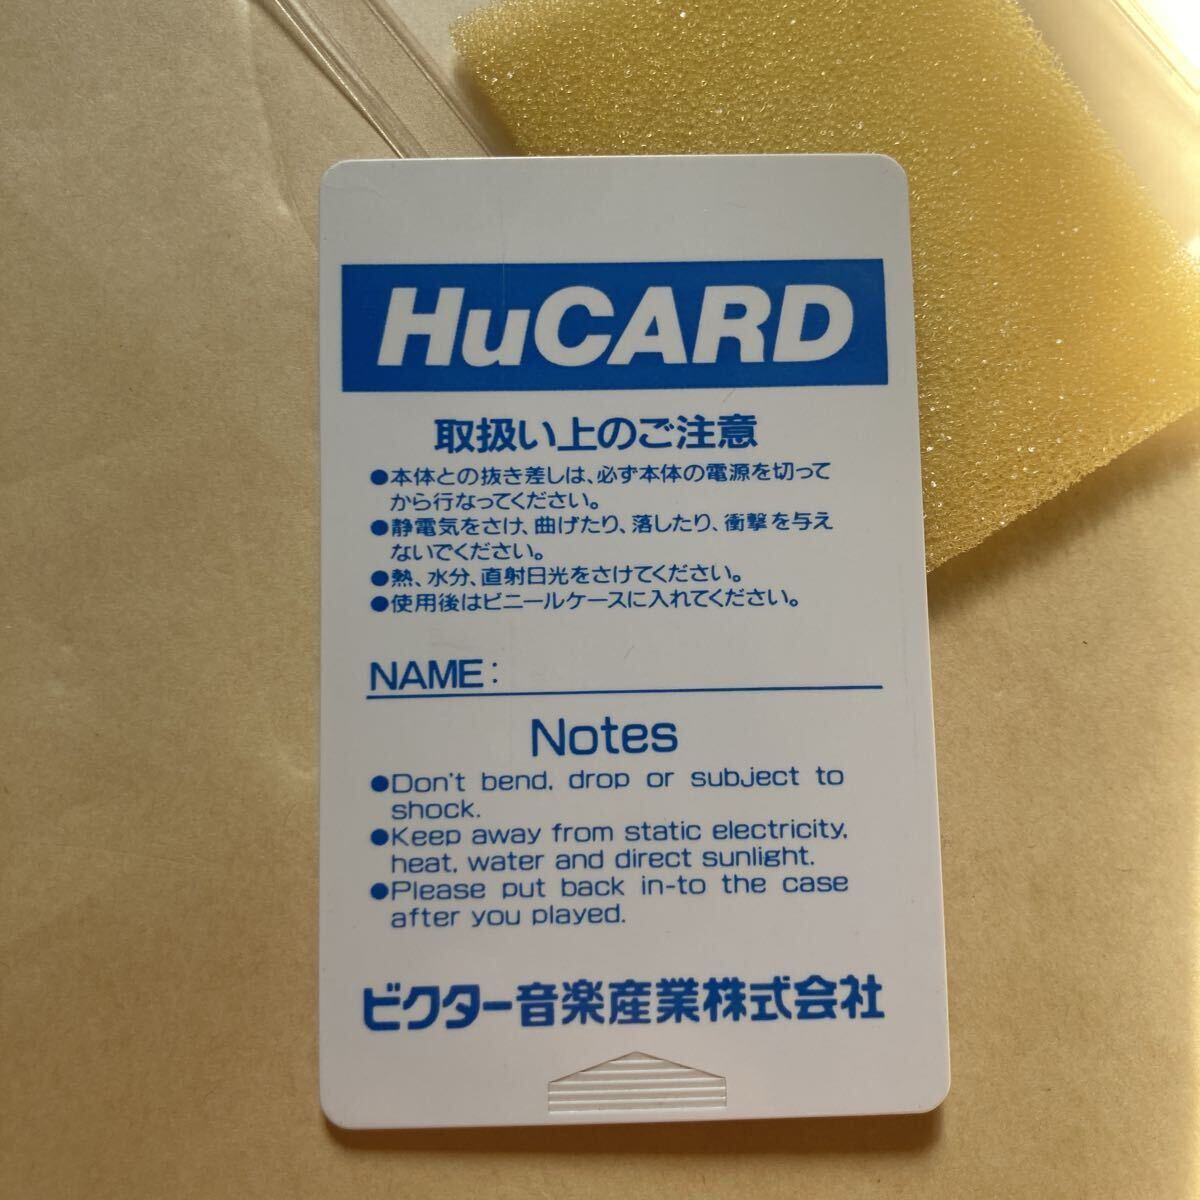 HuCARD
取扱い上のご注意
●本体との抜き差しは、必ず本体の電源を切って
から行なってください。
●静電気をさけ、曲げたり、落したり、衝撃を与え
ないでください。
●熱、水分、直射日光をさけてください。
●使用後はビニールケースに入れてください。
NAME:
Notes
●Don't bend, drop or subject to
shock.
●Keep away from static electricity,
heat, water and direct sunlight.
●Please put back in-to the case
after you played.
ビクター音楽産業株式会社